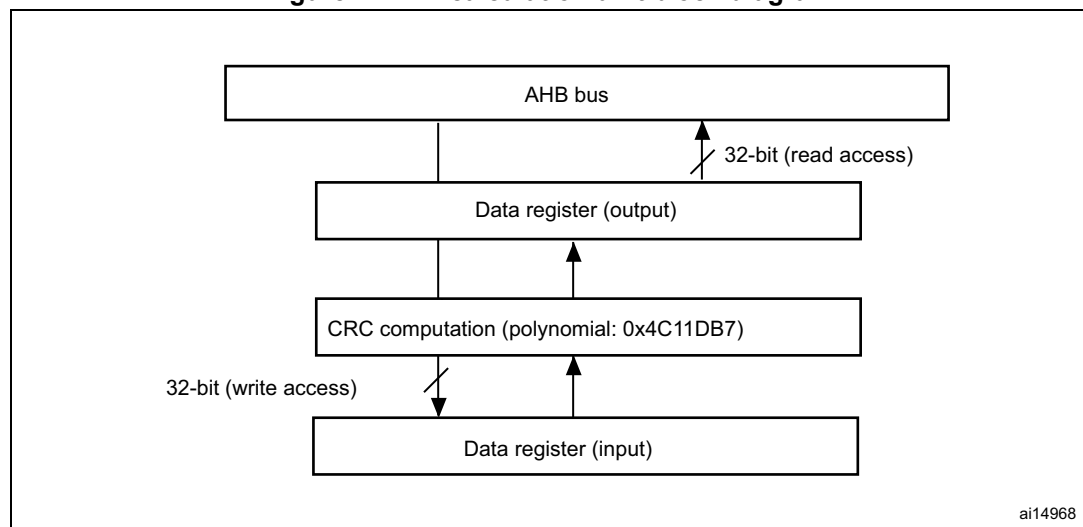 AHB bus
32-bit (read access)
Data register (output)
CRC computation (polynomial: 0x4C11DB7)
32-bit (write access)
Data register (input)
ai14968